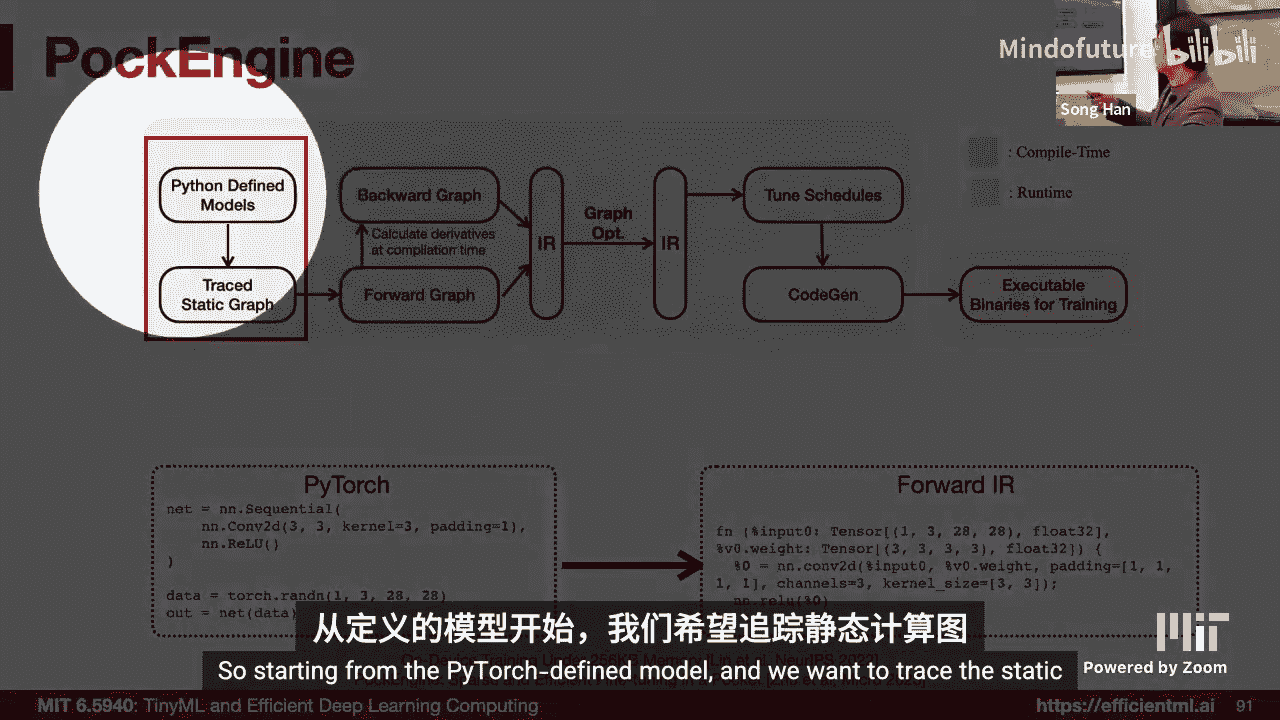 PockEngine
Mindofuture bilibili
Song Han
Python Defined
Models
Traced
Static Graph
Backward Graph
Calculate derivatives
at compliation time
Forward Graph
IR
Graph
Opt.
IR
Tune Schedules
CodeGen
Executable
Binaries for Training
: Compile-Time
: Runtime
PyTorch
net = nn.Sequential(
nn.Conv2d(3, 3, kernel=3, padding=1),
nn.ReLU()
)
data = torch.randn(1, 3, 28, 28)
out = net(data)
Forward IR
fn (%input0: Tensor[(1, 3, 28, 28), float32],
%v0.weight: Tensor[(3, 3, 3, 3), float32]) {
%0 = nn.conv2d(%input0, %v0.weight, padding=[1, 1,
1, 1], channels=3, kernel_size=[3, 3]);
nn.relu(%0)
从定义的模型开始，我们希望追踪静态计算图
So starting from the PyTorch-defined model, and we want to trace the static
MIT
Powered by Zoom
MIT 6.5940: TinyML and Efficient Deep Learning Computing
https://efficientml.ai
91